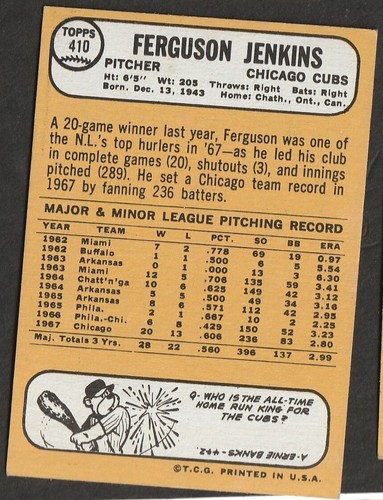 TOPPS
410
FERGUSON JENKINS
PITCHER CHICAGO CUBS
Ht: 6'5" Wt: 205 Throws: Right Bats: Right
Born. Dec. 13, 1943 Home: Chath., Ont., Can.
A 20-game winner last year, Ferguson was one of
the N.L.'s top hurlers in '67—as he led his club
in complete games (20), shutouts (3), and innings
pitched (289). He set a Chicago team record in
1967 by fanning 236 batters.
MAJOR & MINOR LEAGUE PITCHING RECORD
YEAR TEAM W L PCT. SO BB ERA
1962 Miami 7 2 .778 69 19 0.97
1962 Buffalo 1 1 .500 6 5 5.54
1963 Arkansas 0 1 .000 13 3 6.30
1963 Miami 12 5 .706 135 59 3.41
1964 Chatt'n'ga 10 6 .625 149 42 3.12
1964 Arkansas 5 5 .500 49 34 3.16
1965 Arkansas 8 6 .571 112 42 2.95
1965 Phila. 2 1 .667 10 2 2.25
1966 Phila.-Chi. 6 8 .429 150 52 3.23
1967 Chicago 20 13 .606 236 83 2.80
Maj. Totals 3 Yrs. 28 22 .560 396 137 2.99
Q- WHO IS THE ALL-TIME
HOME RUN KING FOR
THE CUBS?
A-ERNIE BANKS-442.
©T.C.G. PRINTED IN U.S.A.